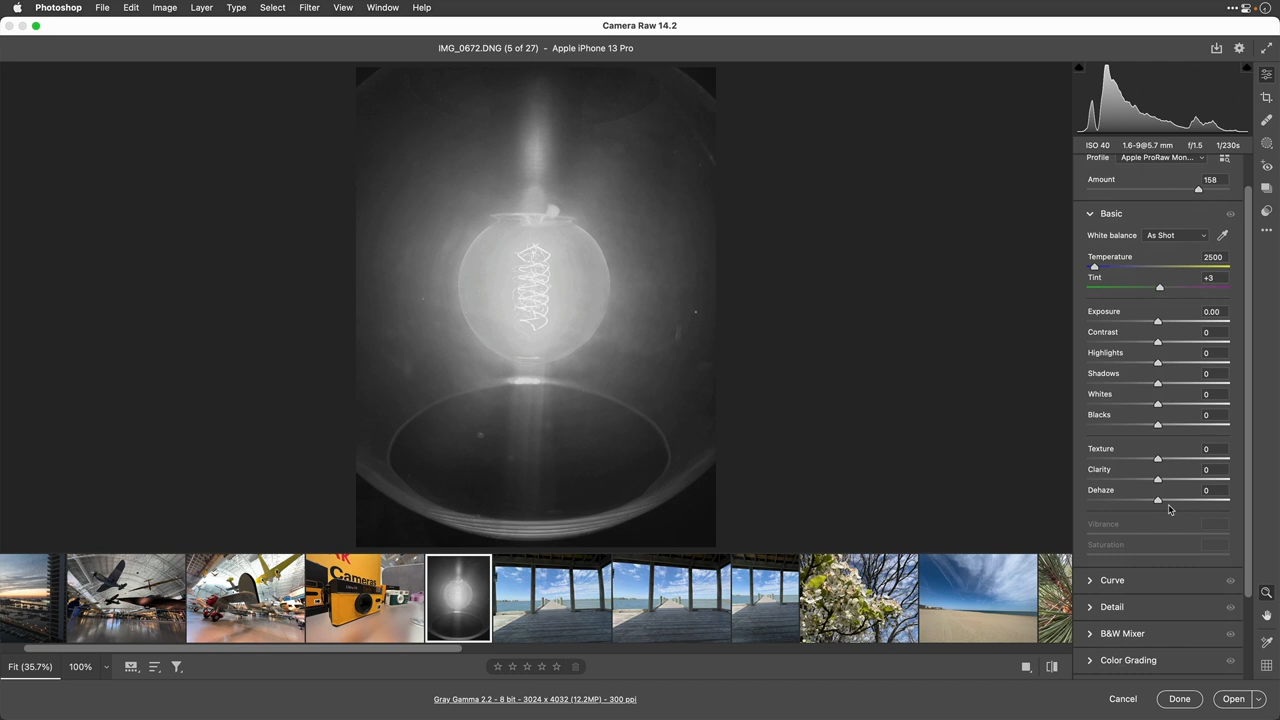 Photoshop File Edit Image Layer Type Select Filter View Window Help
Camera Raw 14.2
IMG_0672.DNG (5 of 27) - Apple iPhone 13 Pro
ISO 40 1.6-9@5.7 mm f/1.5 1/230s
Profile Apple ProRaw Mon...
Amount 158
Basic
White balance As Shot
Temperature 2500
Tint +3
Exposure 0.00
Contrast 0
Highlights 0
Shadows 0
Whites 0
Blacks 0
Texture 0
Clarity 0
Dehaze 0
Vibrance
Saturation
Curve
Detail
B&W Mixer
Color Grading
Cameras
Fit (35.7%) 100%
Gray Gamma 2.2 - 8 bit - 3024 x 4032 (12.2MP) - 300 ppi
Cancel Done Open